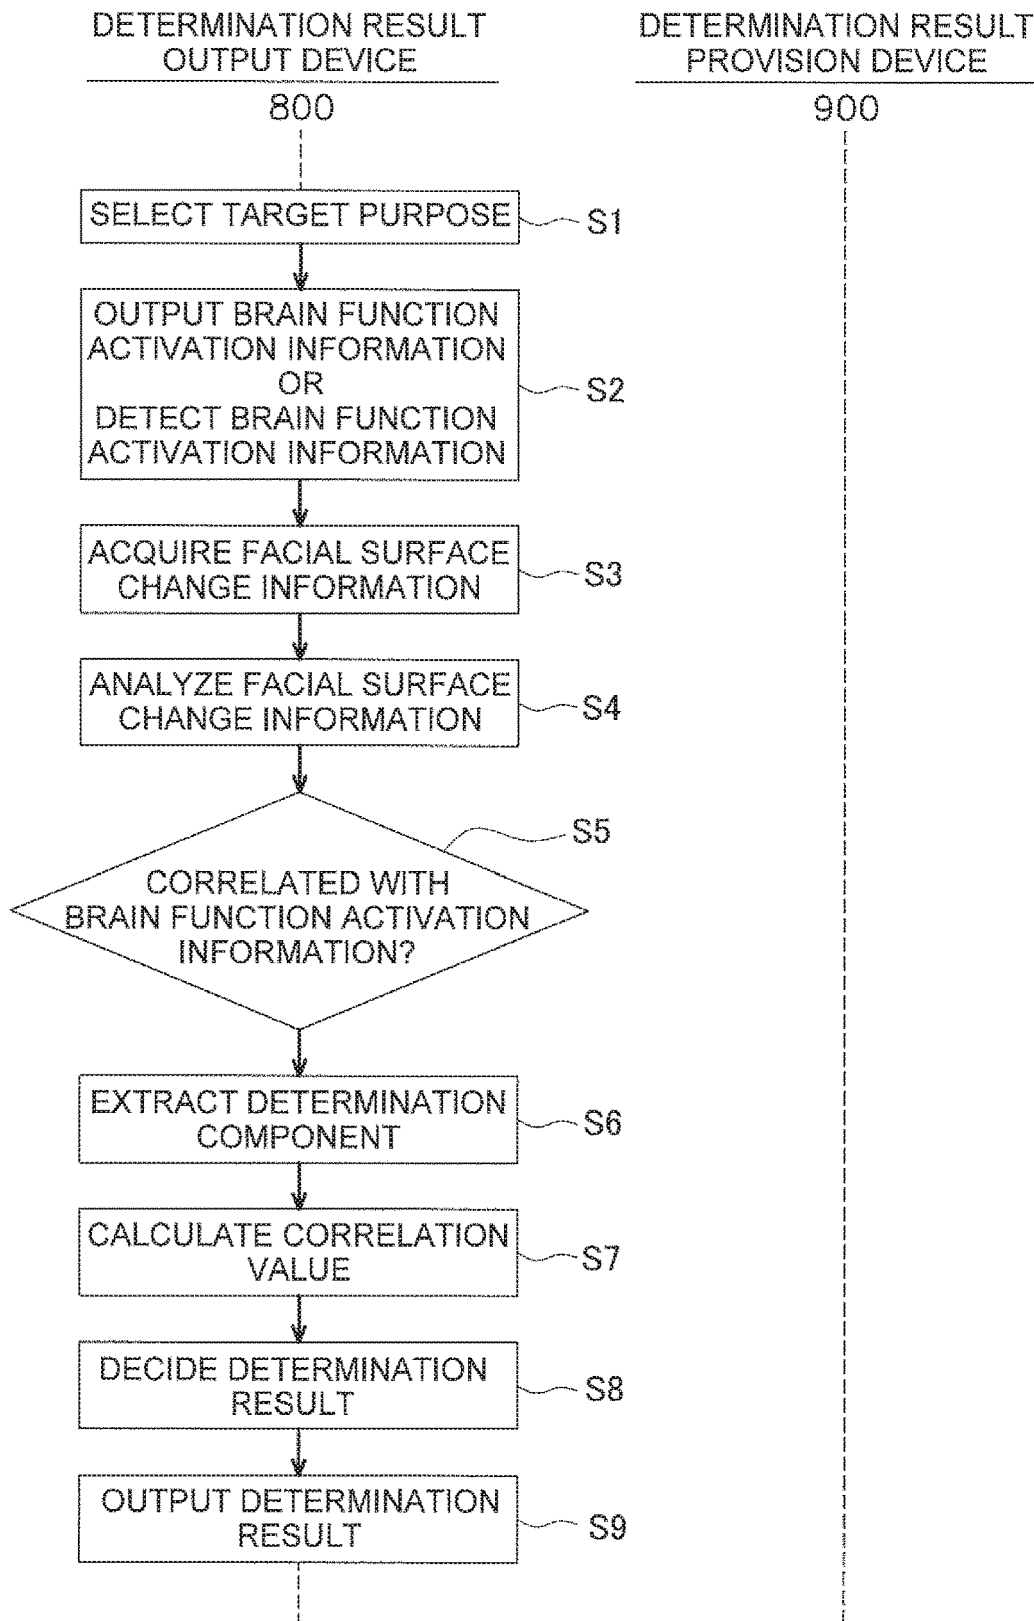 DETERMINATION RESULT
OUTPUT DEVICE
800
DETERMINATION RESULT
PROVISION DEVICE
900
SELECT TARGET PURPOSE
S1
OUTPUT BRAIN FUNCTION
ACTIVATION INFORMATION
OR
DETECT BRAIN FUNCTION
ACTIVATION INFORMATION
S2
ACQUIRE FACIAL SURFACE
CHANGE INFORMATION
S3
ANALYZE FACIAL SURFACE
CHANGE INFORMATION
S4
S5
CORRELATED WITH
BRAIN FUNCTION ACTIVATION
INFORMATION?
EXTRACT DETERMINATION
COMPONENT
S6
CALCULATE CORRELATION
VALUE
S7
DECIDE DETERMINATION
RESULT
S8
OUTPUT DETERMINATION
RESULT
S9